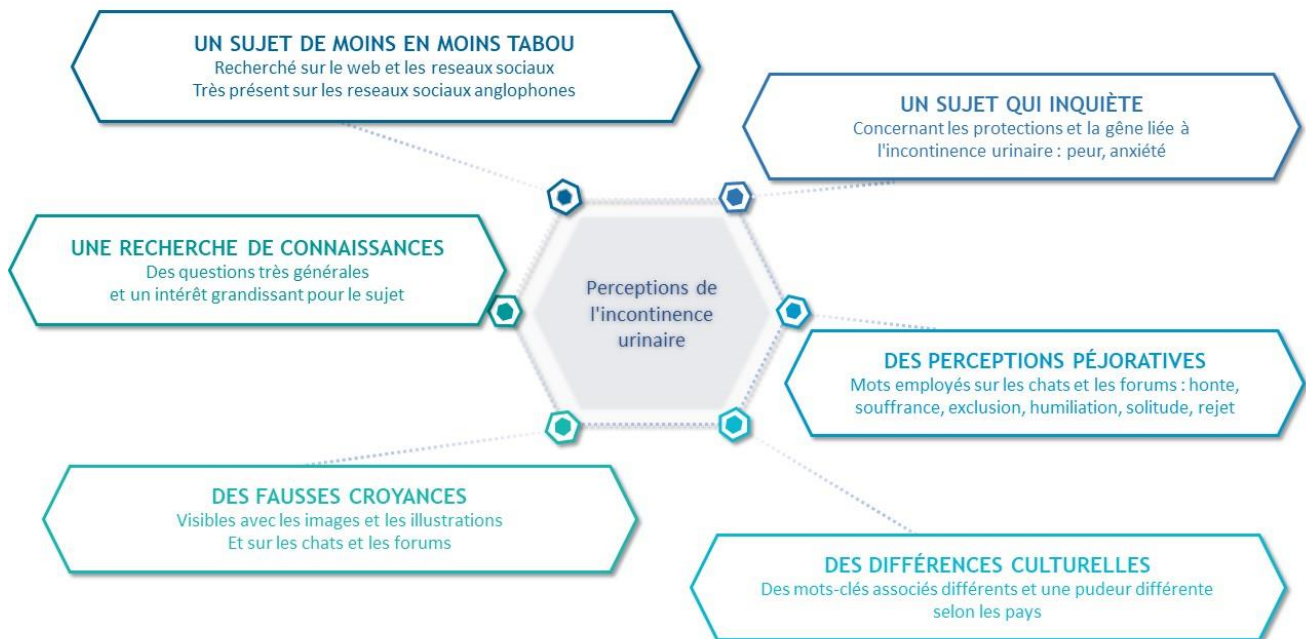 UN SUJET DE MOINS EN MOINS TABOU
Recherché sur le web et les reseaux sociaux
Très présent sur les reseaux sociaux anglophones
UN SUJET QUI INQUIÈTE
Concernant les protections et la gêne liée à
l'incontinence urinaire : peur, anxiété
UNE RECHERCHE DE CONNAISSANCES
Des questions très générales
et un intérêt grandissant pour le sujet
Perceptions de
l'incontinence
urinaire
DES PERCEPTIONS PÉJORATIVES
Mots employés sur les chats et les forums : honte,
souffrance, exclusion, humiliation, solitude, rejet
DES FAUSSES CROYANCES
Visibles avec les images et les illustrations
Et sur les chats et les forums
DES DIFFÉRENCES CULTURELLES
Des mots-clés associés différents et une pudeur différente
selon les pays